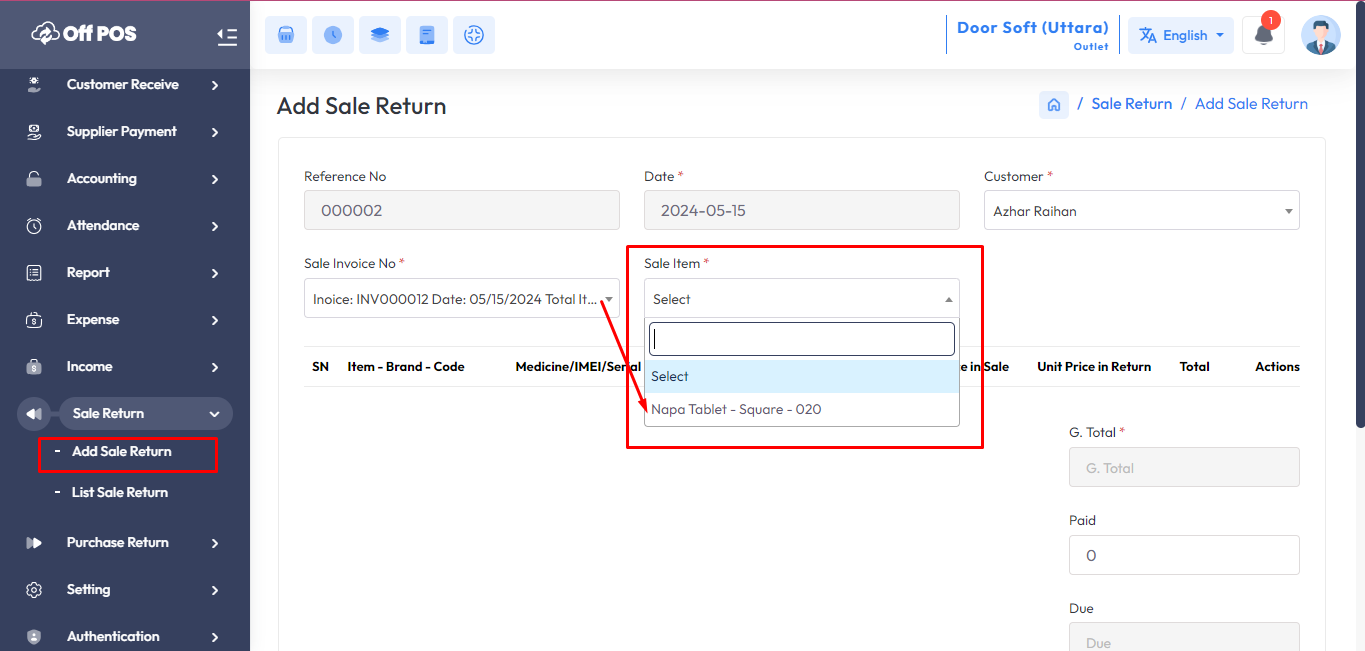 Off POS
Door Soft (Uttara)
Outlet
English
1
Customer Receive
Supplier Payment
Accounting
Attendance
Report
Expense
Income
Sale Return
- Add Sale Return
- List Sale Return
Purchase Return
Setting
Authentication
Add Sale Return
/ Sale Return / Add Sale Return
Reference No
000002
Date *
2024-05-15
Customer *
Azhar Raihan
Sale Invoice No *
Inoice: INV000012 Date: 05/15/2024 Total It...
Sale Item *
Select
Select
Napa Tablet - Square - 020
SN Item - Brand - Code Medicine/IMEI/Serial in Sale Unit Price in Return Total Actions
G. Total *
G. Total
Paid
0
Due
Due